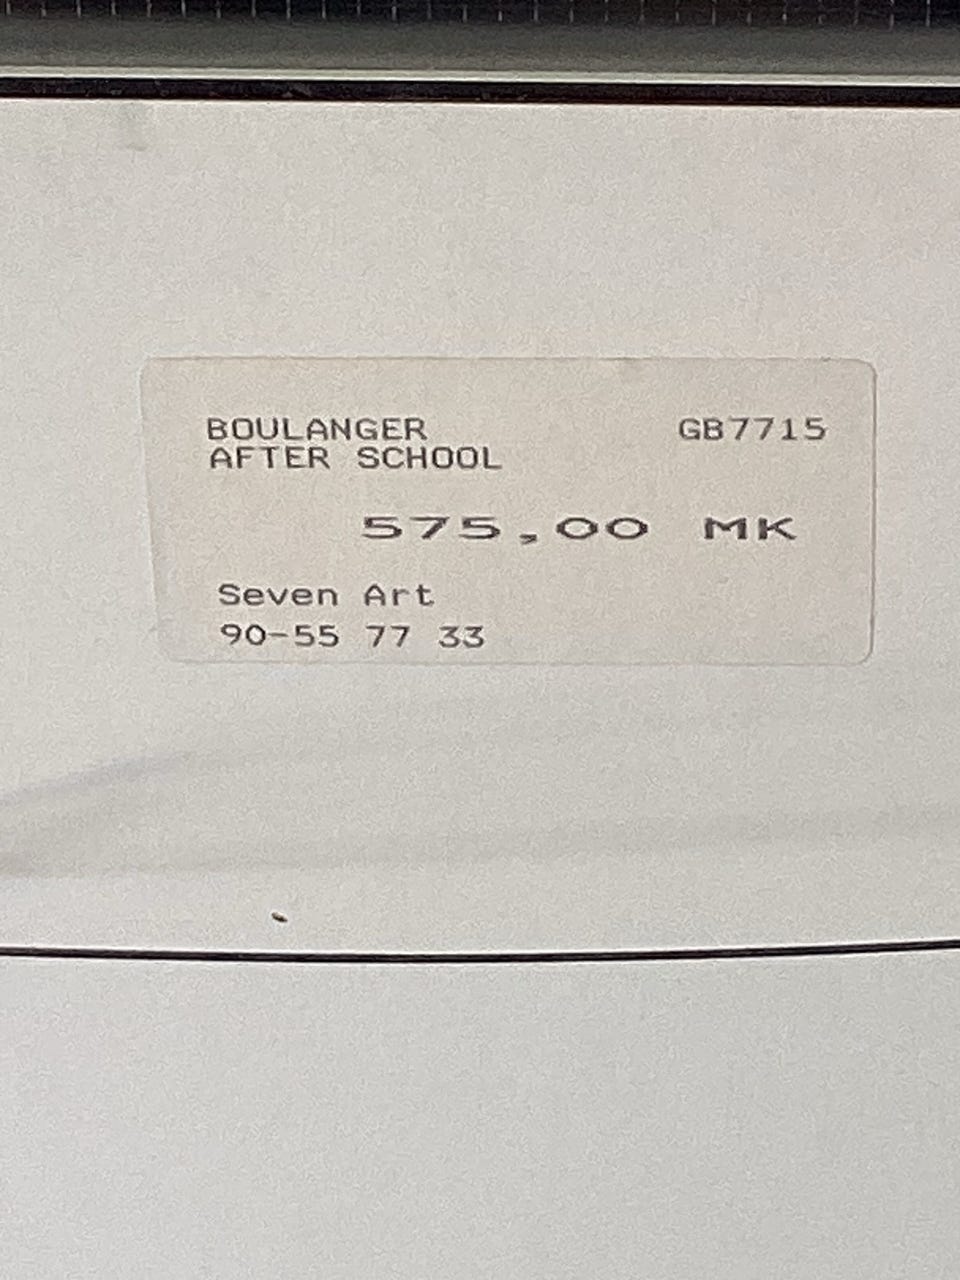 BOULANGER GB7715
AFTER SCHOOL
575,00 MK
Seven Art
90-55 77 33